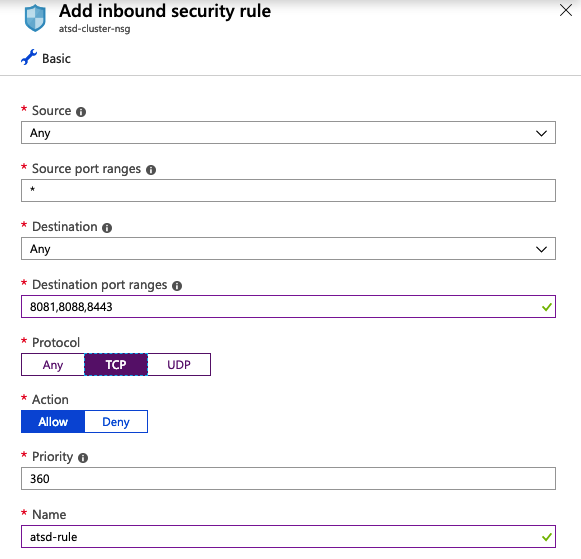 Add inbound security rule
atsd-cluster-nsg
Basic
* Source
Any
* Source port ranges
*
* Destination
Any
* Destination port ranges
8081,8088,8443
* Protocol
Any TCP UDP
* Action
Allow Deny
* Priority
360
* Name
atsd-rule